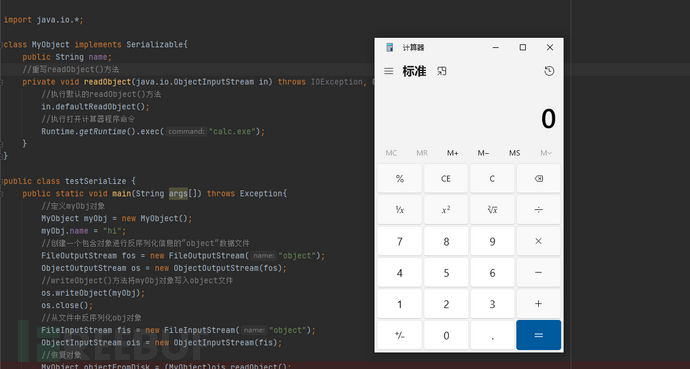 import java.io.*;
class MyObject implements Serializable{
public String name;
//重写readObject()方法
private void readObject(java.io.ObjectInputStream in) throws IOException,
//执行默认的readObject()方法
in.defaultReadObject();
//执行打开计算器程序命令
Runtime.getRuntime().exec( command: "calc.exe");
}
}
public class testSerialize {
public static void main(String args[]) throws Exception{
//定义myObj对象
MyObject myObj = new MyObject();
myObj.name = "hi";
//创建一个包含对象进行反序列化信息的"object"数据文件
FileOutputStream fos = new FileOutputStream( name: "object");
ObjectOutputStream os = new ObjectOutputStream(fos);
//writeObject()方法将myObj对象写入object文件
os.writeObject(myObj);
os.close();
//从文件中反序列化obj对象
FileInputStream fis = new FileInputStream( name: "object");
ObjectInputStream ois = new ObjectInputStream(fis);
//恢复对象
MyObject objectFromDisk = (MyObject)ois.readObject();
计算器
标准
0
MC MR M+ M− MS M˅
% CE C
¹/x x² ²√x ÷
7 8 9 ×
4 5 6 −
1 2 3 +
+/− 0 . =